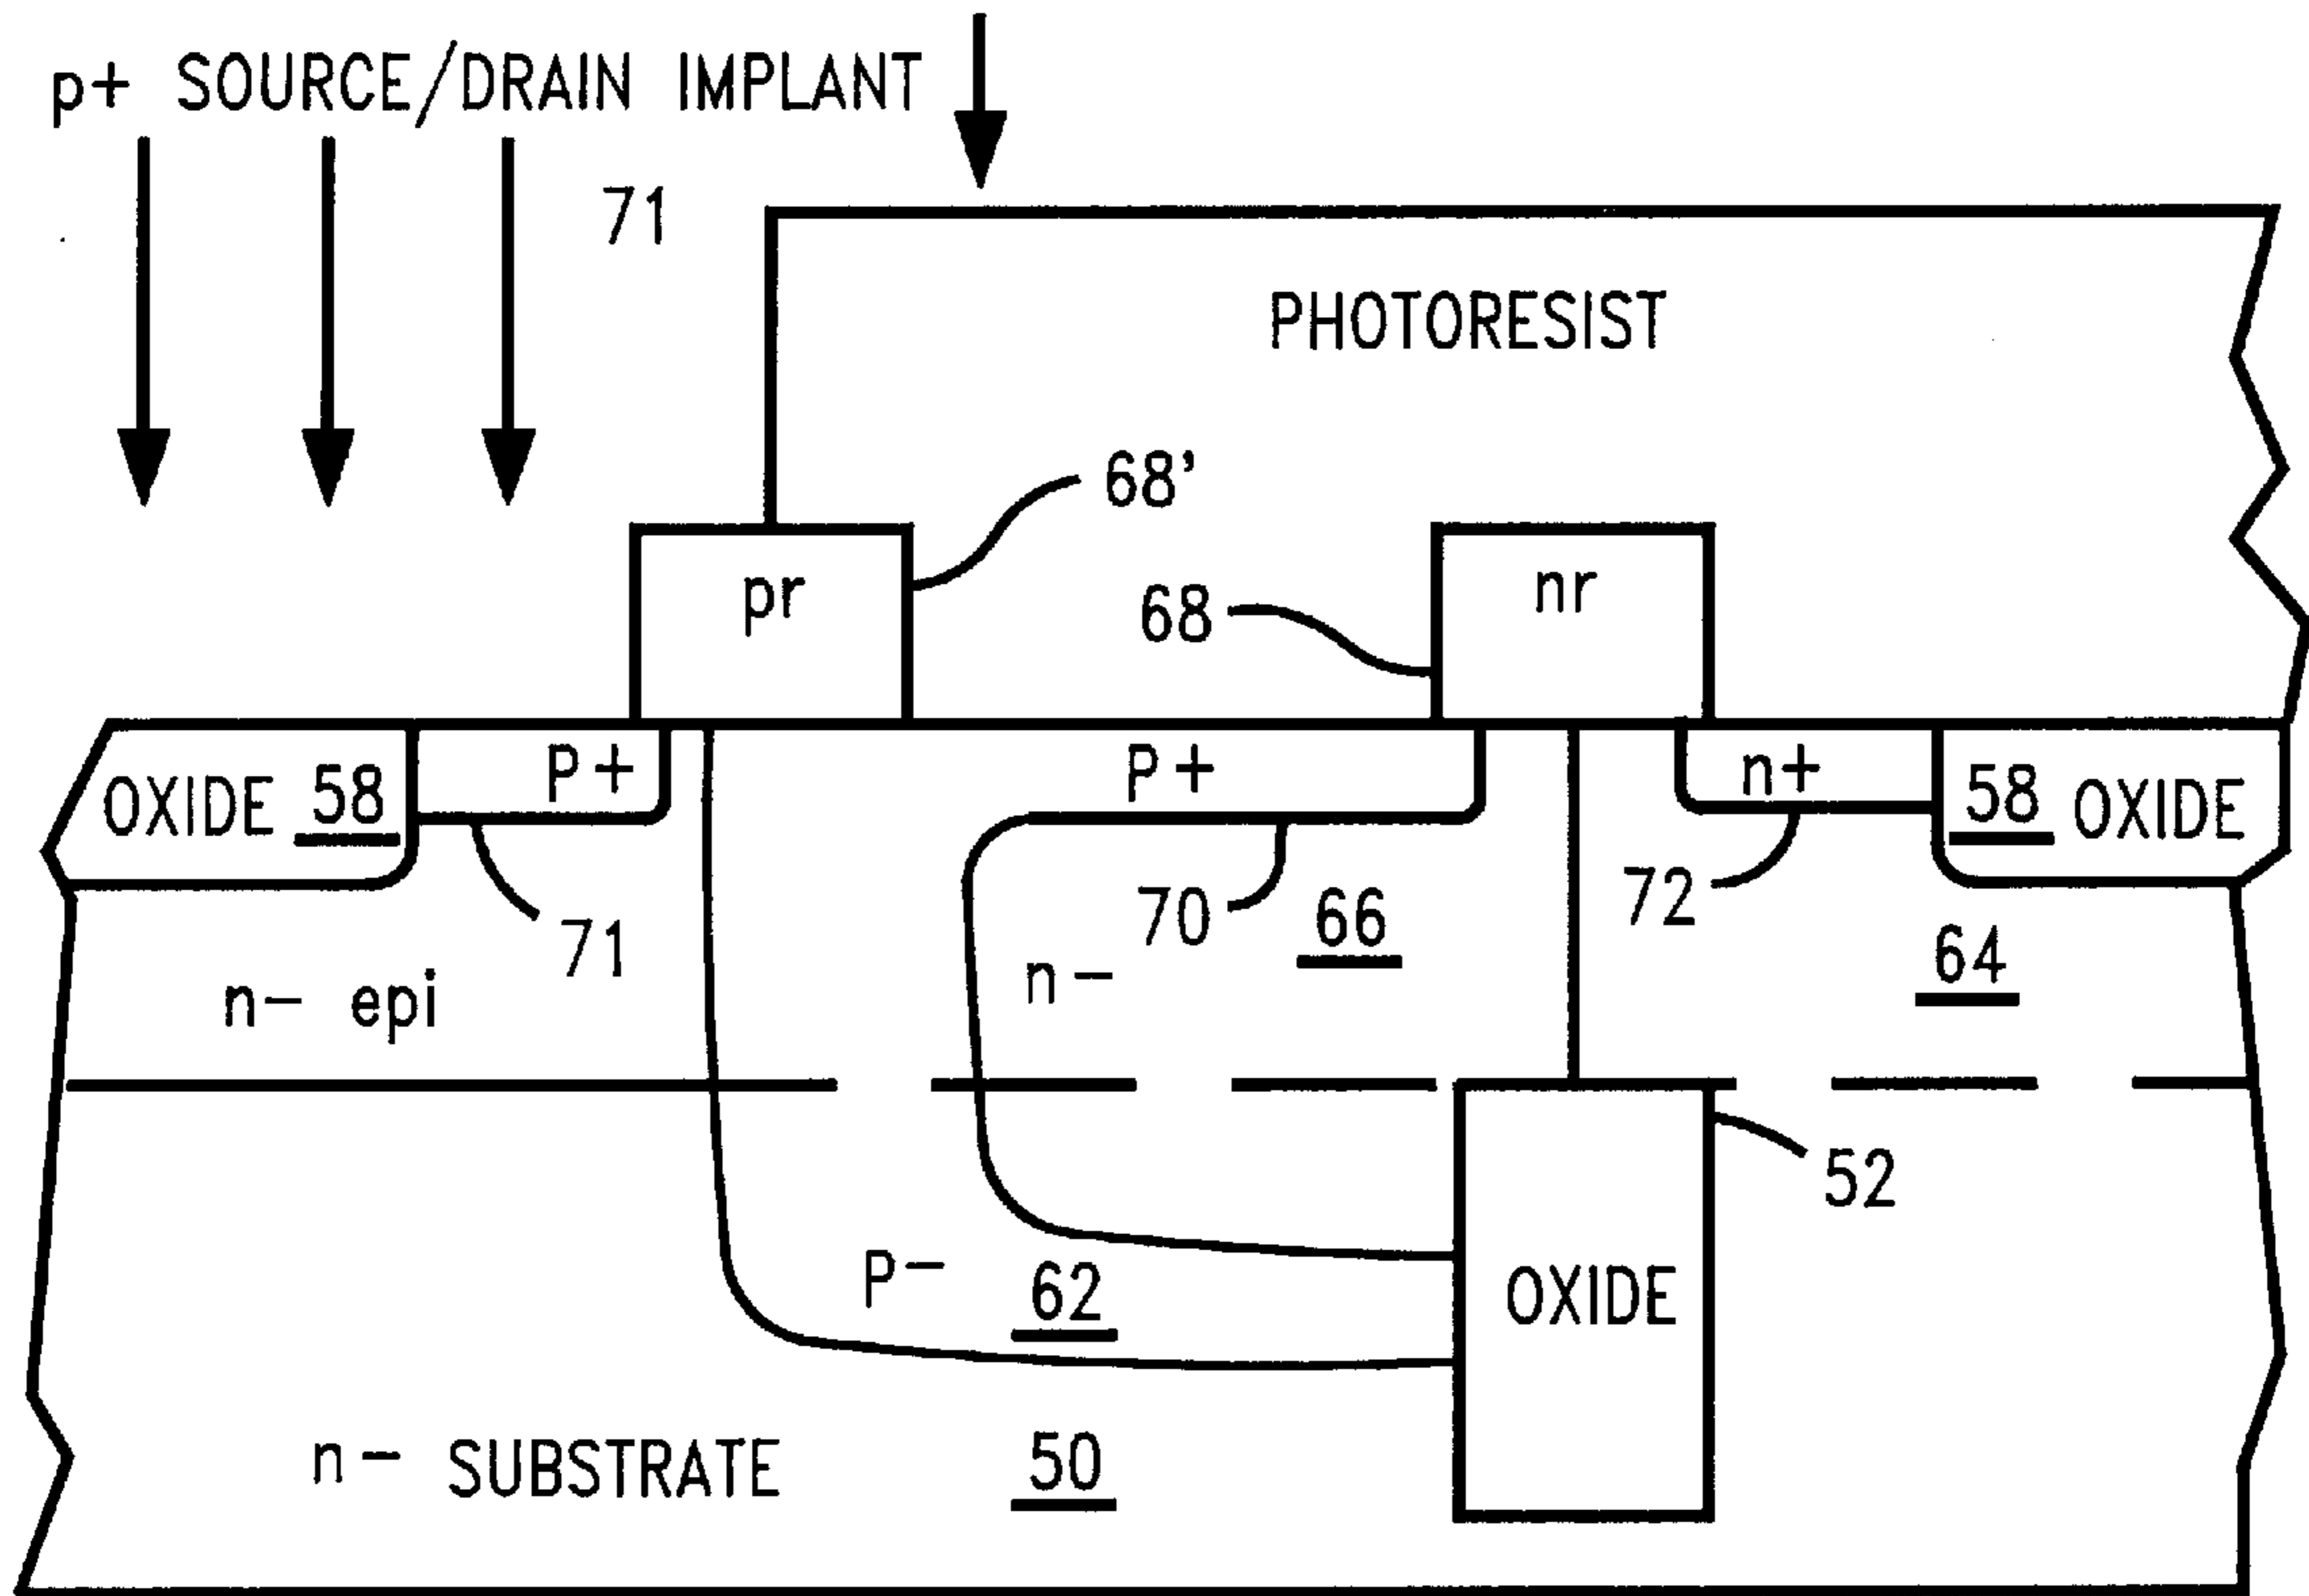 p+ SOURCE/DRAIN IMPLANT
71
PHOTORESIST
68'
pr
68
nr
OXIDE 58
P+
P+
n+
58 OXIDE
71
70
66
72
64
n- epi
n-
52
P-
62
OXIDE
n- SUBSTRATE
50